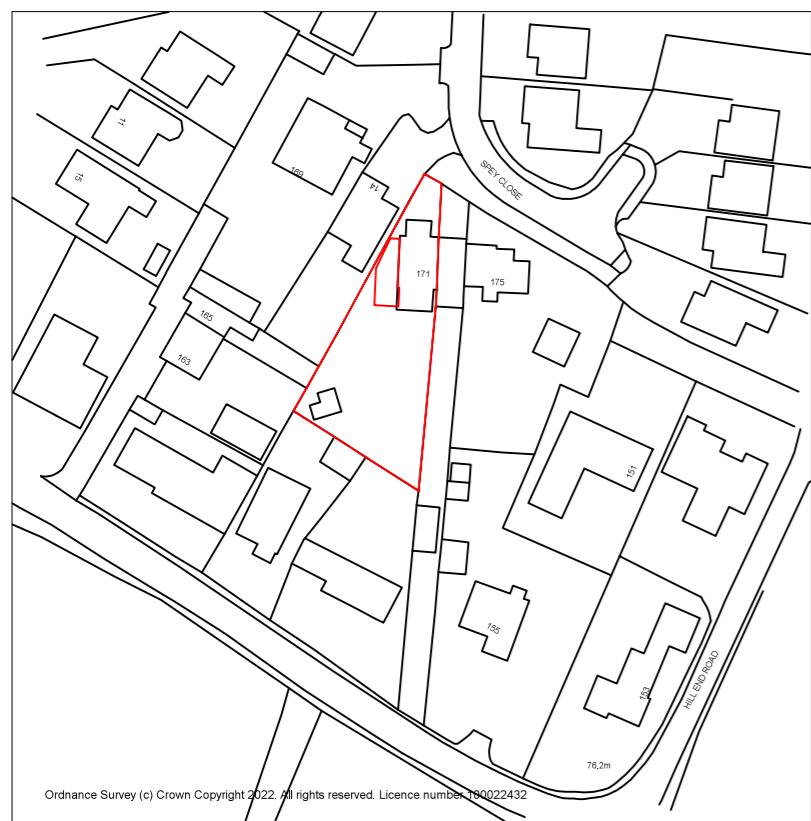 11
15
169
14
SPEY CLOSE
171
175
165
163
151
155
153
HILL END ROAD
76.2m
Ordnance Survey (c) Crown Copyright 2022. All rights reserved. Licence number 100022432